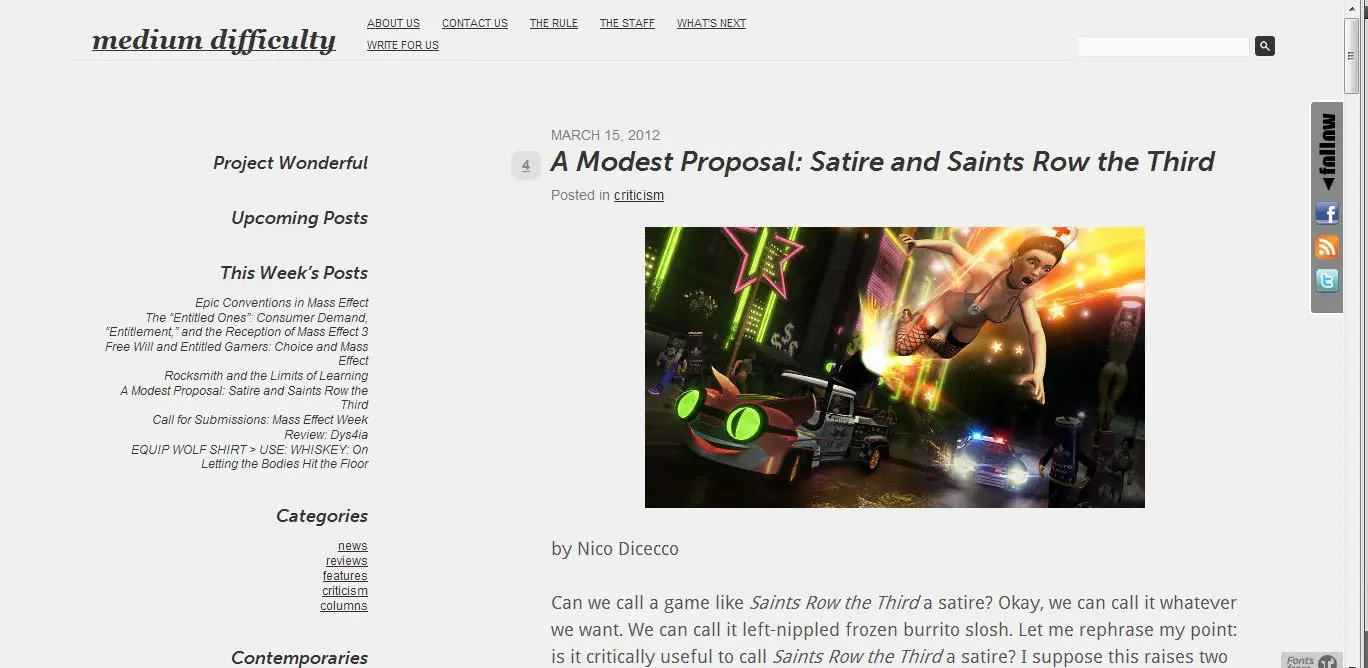 medium difficulty
ABOUT US CONTACT US THE RULE THE STAFF WHAT'S NEXT
WRITE FOR US
follow
Project Wonderful
Upcoming Posts
This Week's Posts
Epic Conventions in Mass Effect
The “Entitled Ones”: Consumer Demand,
“Entitlement,” and the Reception of Mass Effect 3
Free Will and Entitled Gamers: Choice and Mass
Effect
Rocksmith and the Limits of Learning
A Modest Proposal: Satire and Saints Row the
Third
Call for Submissions: Mass Effect Week
Review: Dys4ia
EQUIP WOLF SHIRT > USE: WHISKEY: On
Letting the Bodies Hit the Floor
Categories
news
reviews
features
criticism
columns
Contemporaries
MARCH 15, 2012
4
A Modest Proposal: Satire and Saints Row the Third
Posted in criticism
by Nico Dicecco
Can we call a game like Saints Row the Third a satire? Okay, we can call it whatever
we want. We can call it left-nippled frozen burrito slosh. Let me rephrase my point:
is it critically useful to call Saints Row the Third a satire? I suppose this raises two
Fonts